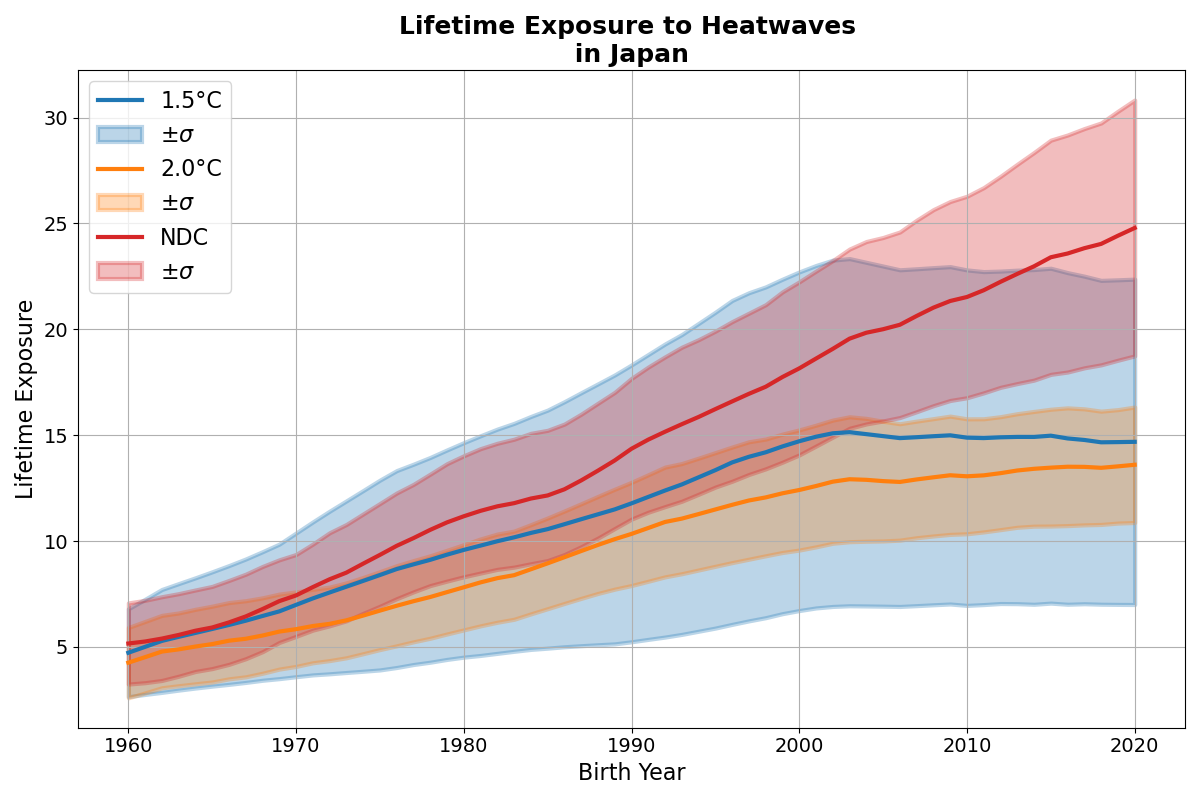 Lifetime Exposure to Heatwaves
in Japan
1.5°C
±σ
2.0°C
±σ
NDC
±σ
Lifetime Exposure
30
25
20
15
10
5
1960 1970 1980 1990 2000 2010 2020
Birth Year